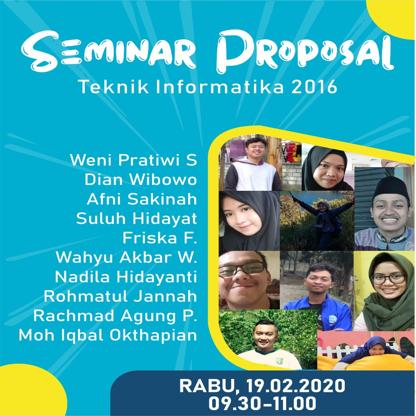 SEMINAR PROPOSAL
Teknik Informatika 2016
Weni Pratiwi S
Dian Wibowo
Afni Sakinah
Suluh Hidayat
Friska F.
Wahyu Akbar W.
Nadila Hidayanti
Rohmatul Jannah
Rachmad Agung P.
Moh Iqbal Okthapian
RABU, 19.02.2020
09.30-11.00